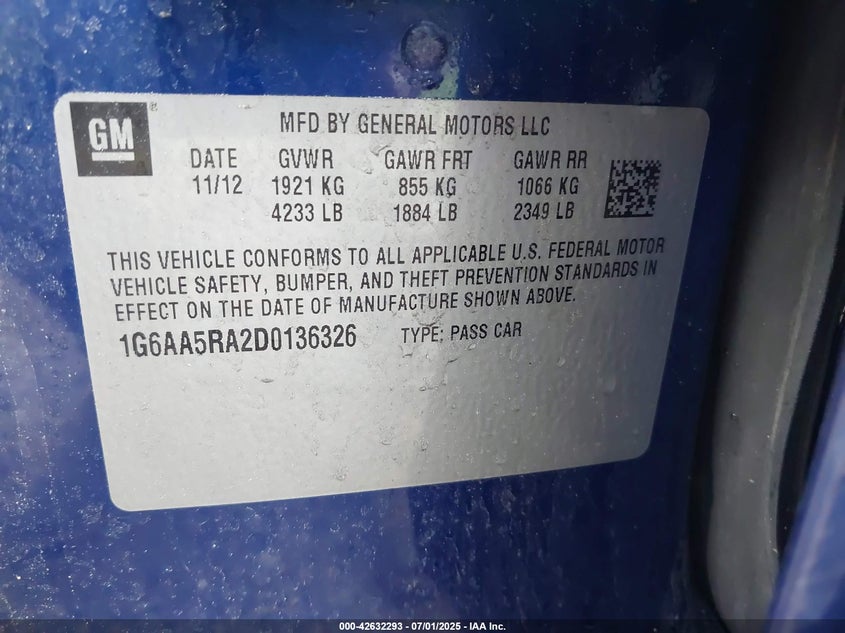 GM ®
MFD BY GENERAL MOTORS LLC
DATE GVWR GAWR FRT GAWR RR
11/12 1921 KG 855 KG 1066 KG
4233 LB 1884 LB 2349 LB
THIS VEHICLE CONFORMS TO ALL APPLICABLE U.S. FEDERAL MOTOR
VEHICLE SAFETY, BUMPER, AND THEFT PREVENTION STANDARDS IN
EFFECT ON THE DATE OF MANUFACTURE SHOWN ABOVE.
1G6AA5RA2D0136326 TYPE: PASS CAR
000-42632293 - 07/01/2025 - IAA Inc.